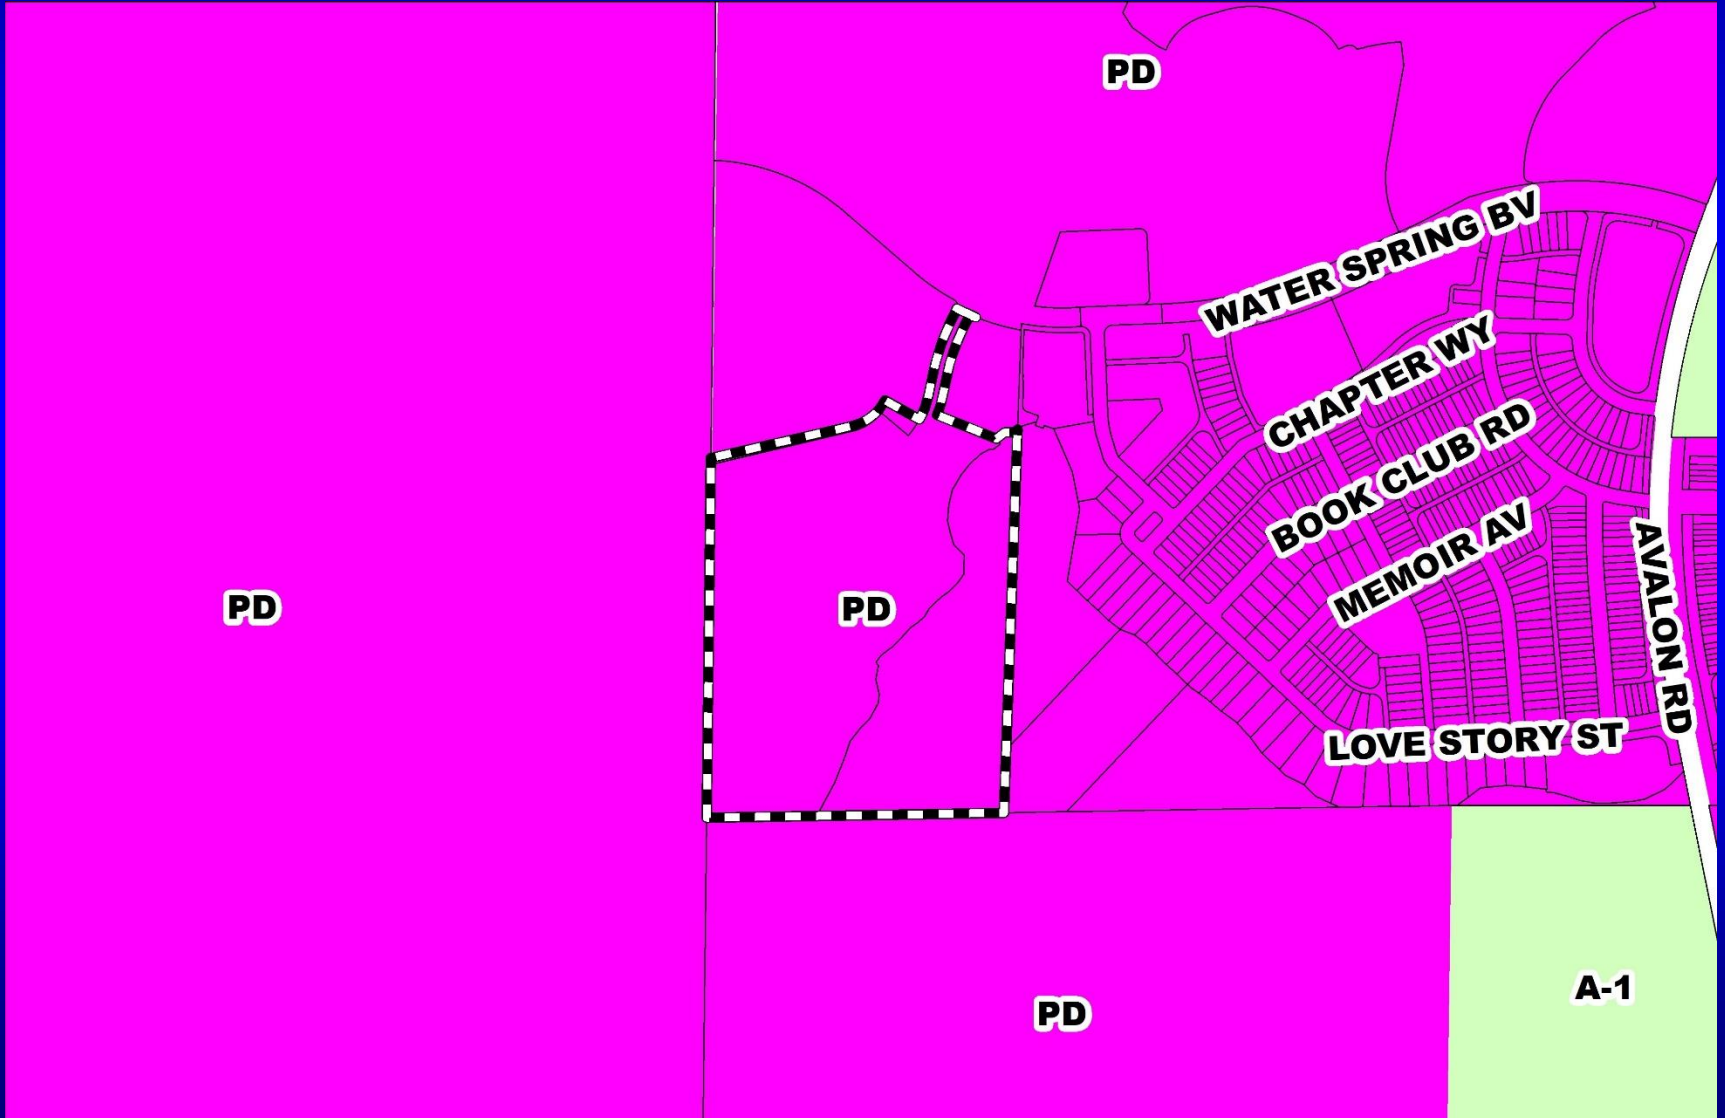 PD
WATER SPRING BV
CHAPTER WY
BOOK CLUB RD
MEMOIR AV
AVALON RD
PD
PD
LOVE STORY ST
A-1
PD